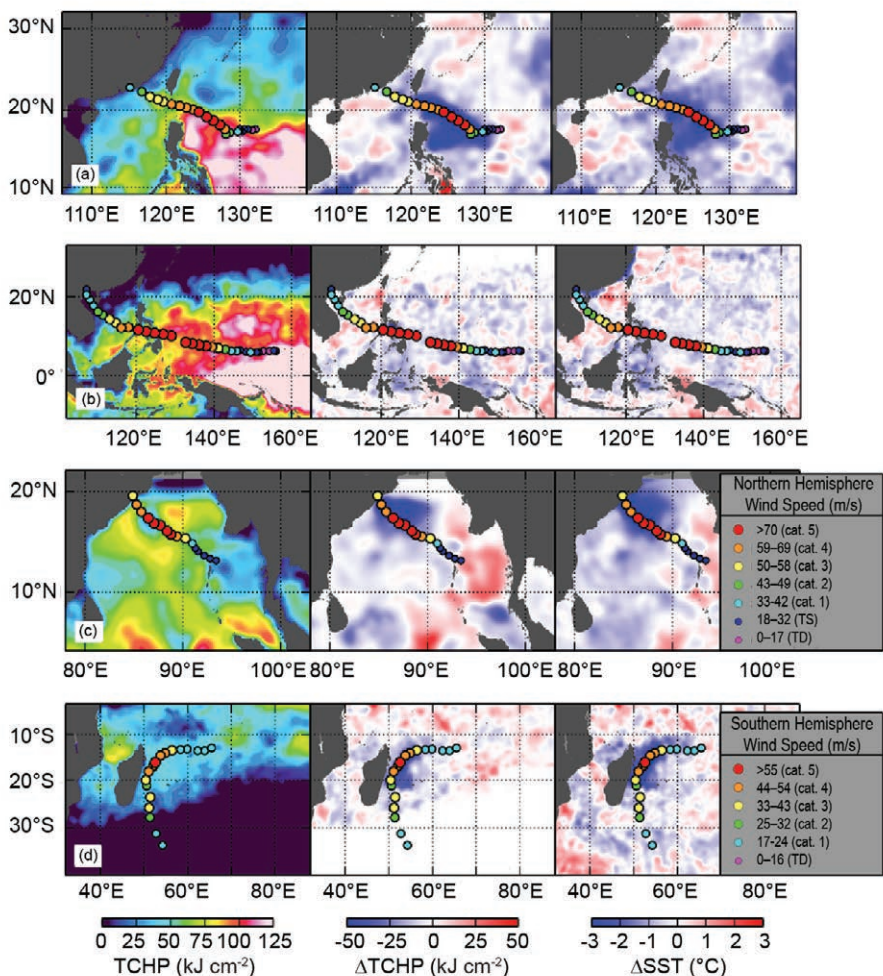 30°N
20°N
10°N
(a)
110°E 120°E 130°E 110°E 120°E 130°E 110°E 120°E 130°E
20°N
0°
(b)
120°E 140°E 160°E 120°E 140°E 160°E 120°E 140°E 160°E
20°N
10°N
(c)
80°E 90°E 100°E 80°E 90°E 100°E 80°E 90°E 100°E
Northern Hemisphere
Wind Speed (m/s)
>70 (cat. 5)
59–69 (cat. 4)
50–58 (cat. 3)
43–49 (cat. 2)
33-42 (cat. 1)
18–32 (TS)
0–17 (TD)
10°S
20°S
30°S
(d)
40°E 60°E 80°E 40°E 60°E 80°E 40°E 60°E 80°E
Southern Hemisphere
Wind Speed (m/s)
>55 (cat. 5)
44–54 (cat. 4)
33–43 (cat. 3)
25–32 (cat. 2)
17-24 (cat. 1)
0–16 (TD)
0 25 50 75 100 125
TCHP (kJ cm⁻²)
-50 -25 0 25 50
ΔTCHP (kJ cm⁻²)
-3 -2 -1 0 1 2 3
ΔSST (°C)